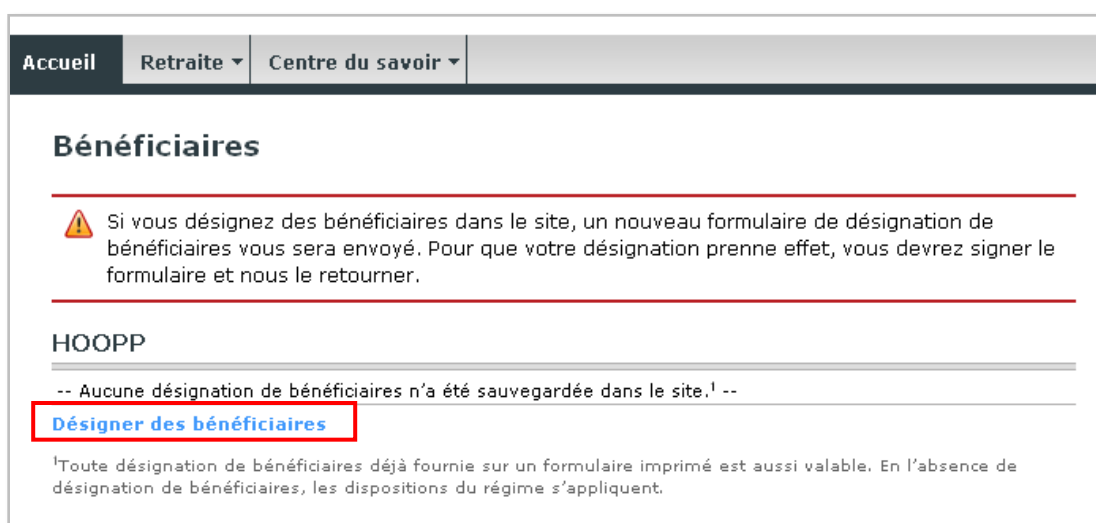 Accueil Retraite ▾ Centre du savoir ▾
Bénéficiaires
Si vous désignez des bénéficiaires dans le site, un nouveau formulaire de désignation de
bénéficiaires vous sera envoyé. Pour que votre désignation prenne effet, vous devrez signer le
formulaire et nous le retourner.
HOOPP
-- Aucune désignation de bénéficiaires n'a été sauvegardée dans le site.¹ --
Désigner des bénéficiaires
¹Toute désignation de bénéficiaires déjà fournie sur un formulaire imprimé est aussi valable. En l'absence de
désignation de bénéficiaires, les dispositions du régime s'appliquent.